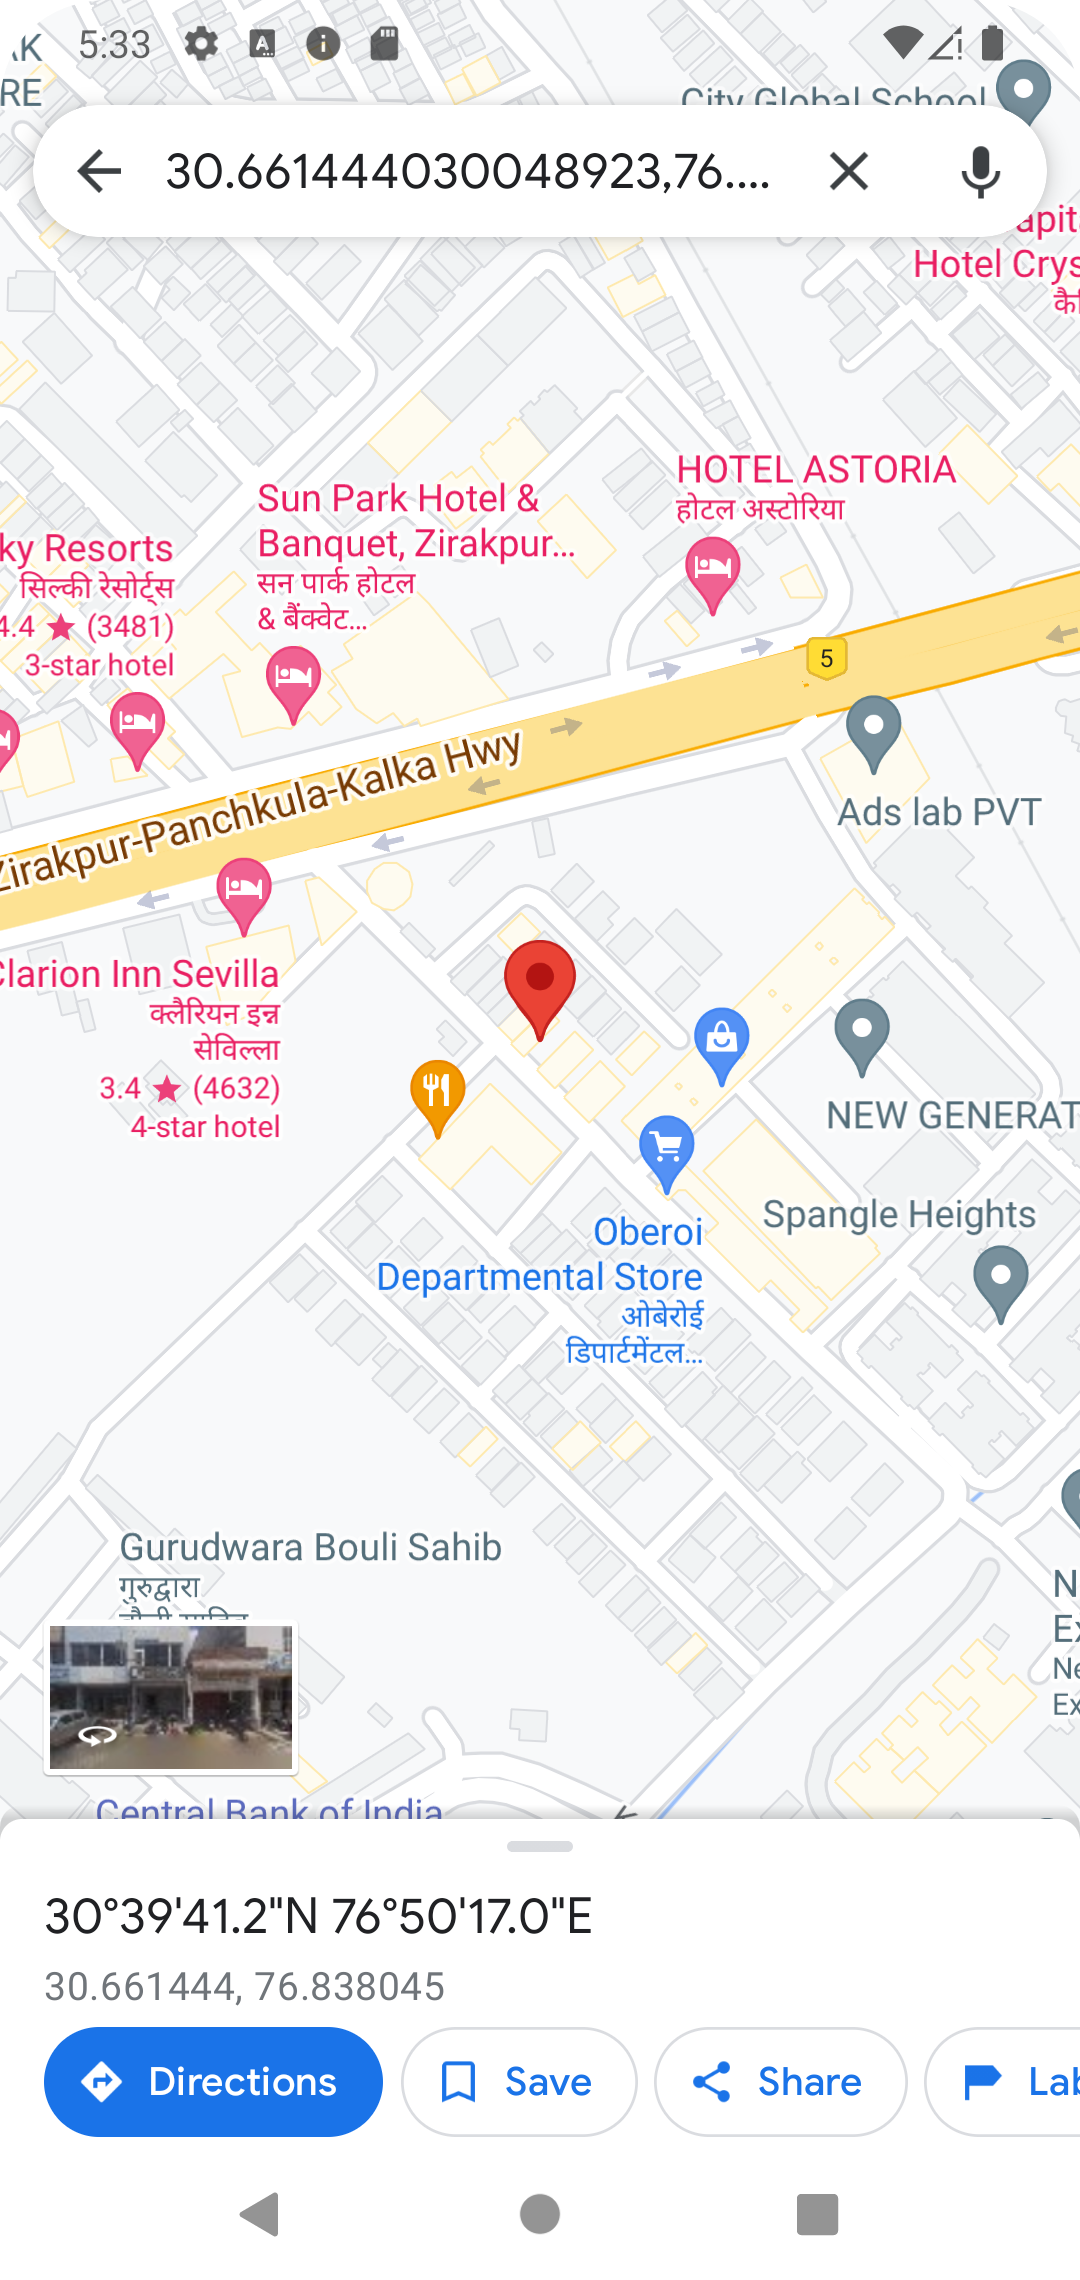 5:33
RE
City Global School
30.661444030048923,76....
Hotel Crys
HOTEL ASTORIA
होटल अस्टोरिया
Sun Park Hotel &
Banquet, Zirakpur...
सन पार्क होटल
& बैंक्वेट...
ky Resorts
सिल्की रेसोर्ट्स
4.4 ★ (3481)
3-star hotel
5
Zirakpur-Panchkula-Kalka Hwy
Ads lab PVT
Clarion Inn Sevilla
क्लैरियन इन्न
सेविल्ला
3.4 ★ (4632)
4-star hotel
NEW GENERAT
Spangle Heights
Oberoi
Departmental Store
ओबेरोई
डिपार्टमेंटल...
Gurudwara Bouli Sahib
गुरुद्वारा
N
Ex
Ne
Ex
Central Bank of India
30°39'41.2"N 76°50'17.0"E
30.661444, 76.838045
Directions
Save
Share
Lab